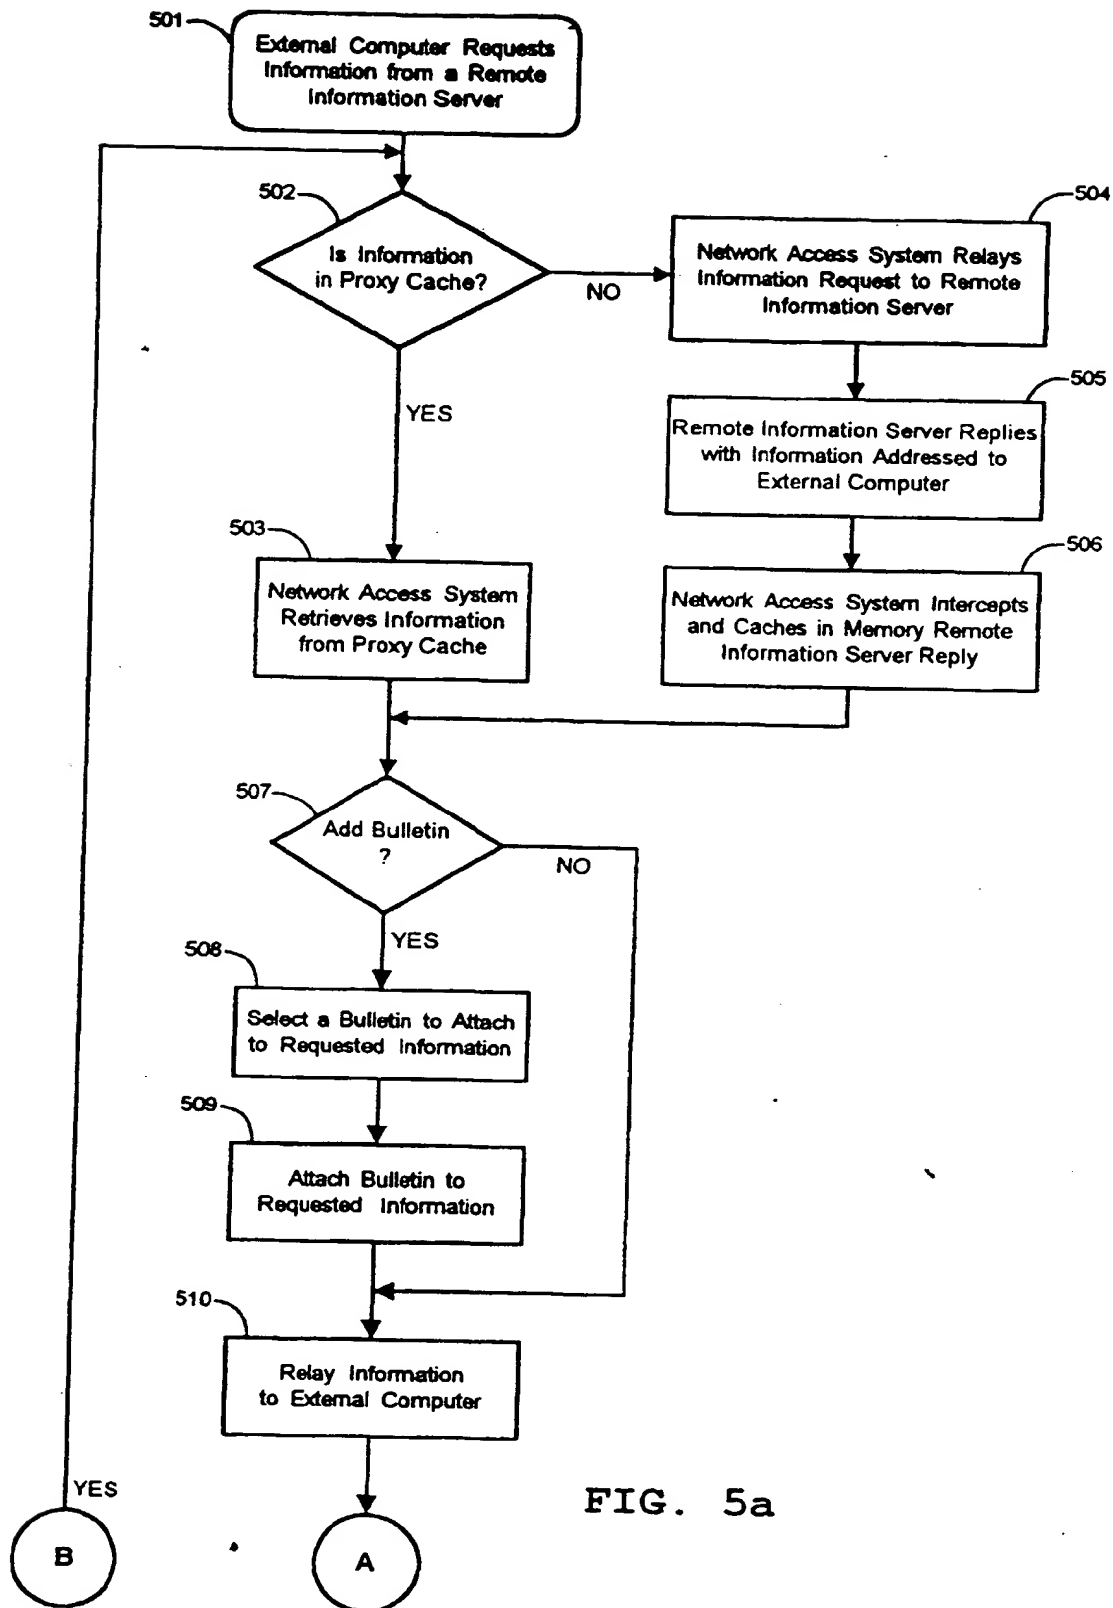 501
External Computer Requests
Information from a Remote
Information Server
502
Is Information
in Proxy Cache?
NO
YES
504
Network Access System Relays
Information Request to Remote
Information Server
505
Remote Information Server Replies
with Information Addressed to
External Computer
503
Network Access System
Retrieves Information
from Proxy Cache
506
Network Access System Intercepts
and Caches in Memory Remote
Information Server Reply
507
Add Bulletin
?
NO
YES
508
Select a Bulletin to Attach
to Requested Information
509
Attach Bulletin to
Requested Information
510
Relay Information
to External Computer
YES
B
A
FIG. 5a